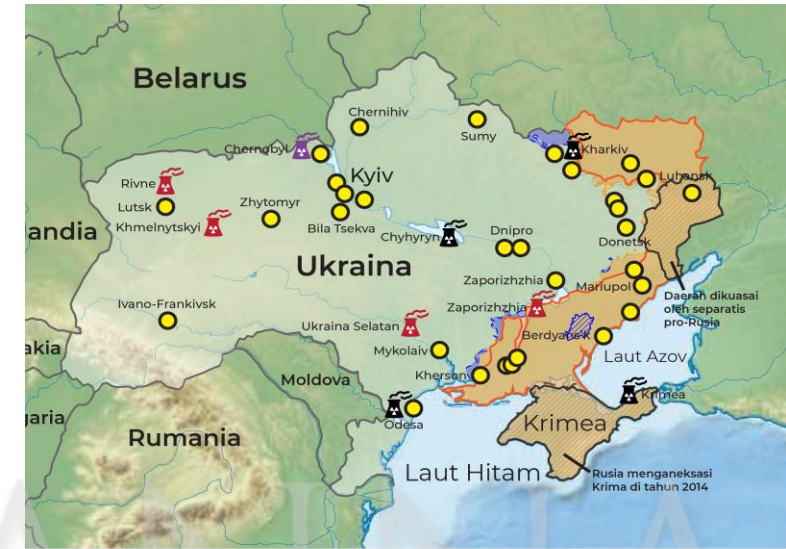 Belarus
Chernihiv
Sumy
Chernobyl
Kharkiv
Rivne
Kyiv
Luhansk
Lutsk
Zhytomyr
Khmelnytskyi
Bila Tsekva
Chyhyryn
Dnipro
Donetsk
andia
Ukraina
Zaporizhzhia
Mariupol
Daerah dikuasai
oleh separatis
pro-Rusia
Ivano-Frankivsk
Zaporizhzhia
Ukraina Selatan
Berdyans'k
akia
Mykolaiv
Laut Azov
Moldova
Kherson
Krimea
garia
Odesa
Krimea
Rumania
Laut Hitam
Rusia menganeksasi
Krima di tahun 2014